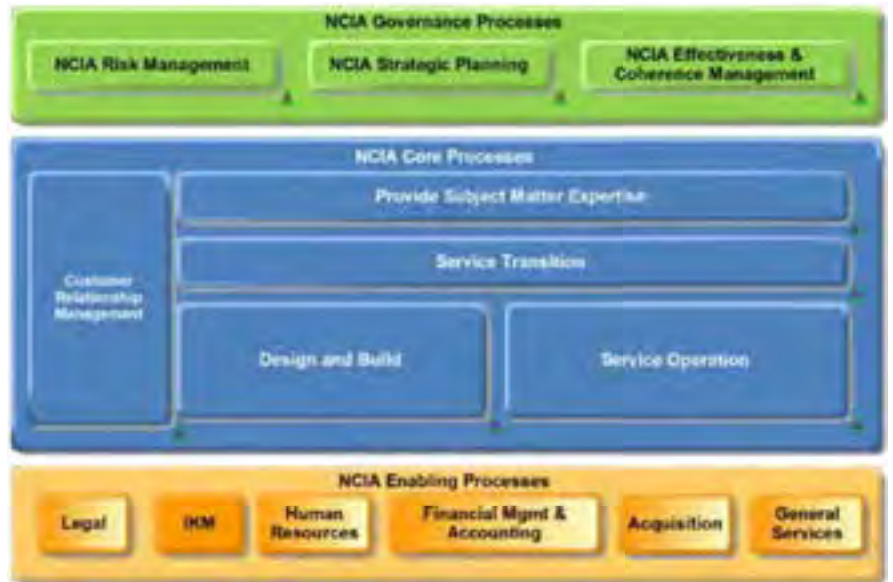 NCIA Governance Processes
NCIA Risk Management
NCIA Strategic Planning
NCIA Effectiveness &
Coherence Management
NCIA Core Processes
Customer
Relationship
Management
Provide Subject Matter Expertise
Service Transition
Design and Build
Service Operation
NCIA Enabling Processes
Legal
IKM
Human
Resources
Financial Mgmt &
Accounting
Acquisition
General
Services